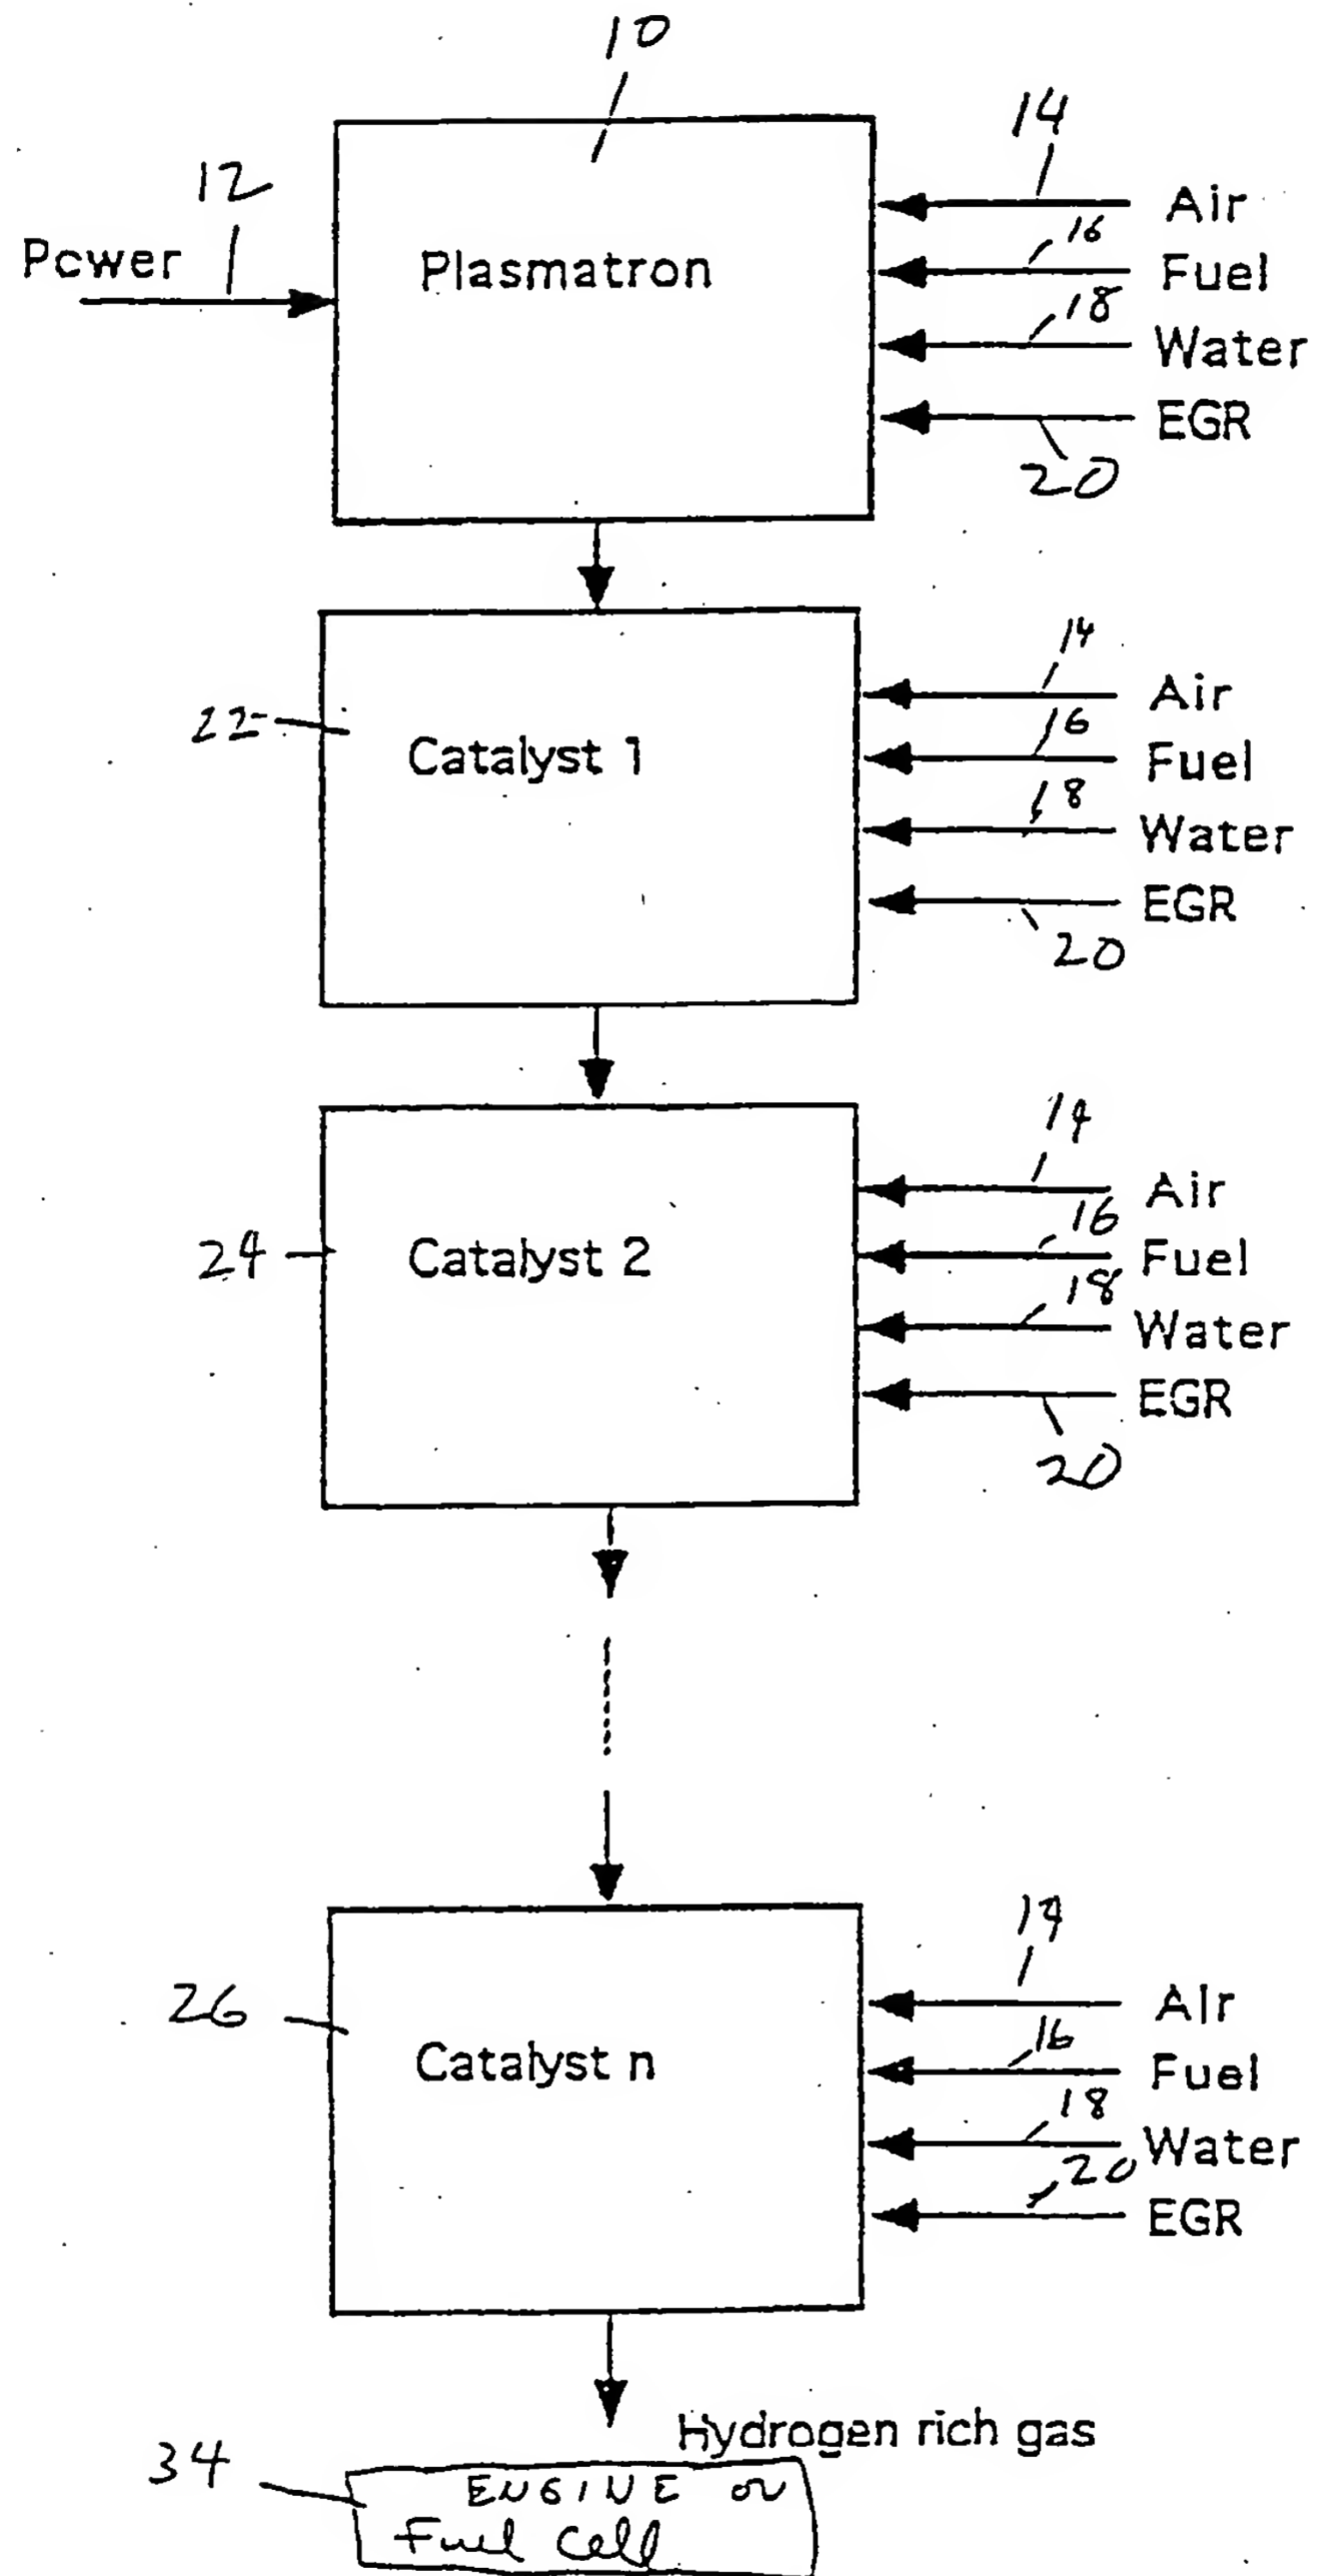 10
14
12
Air
16
Power
Plasmatron
Fuel
18
Water
EGR
20
14
Air
22
16
Catalyst 1
Fuel
18
Water
EGR
20
14
Air
16
24
Catalyst 2
Fuel
18
Water
EGR
20
14
26
Air
16
Catalyst n
Fuel
18
Water
20
EGR
Hydrogen rich gas
34
ENGINE or
Fuel Cell